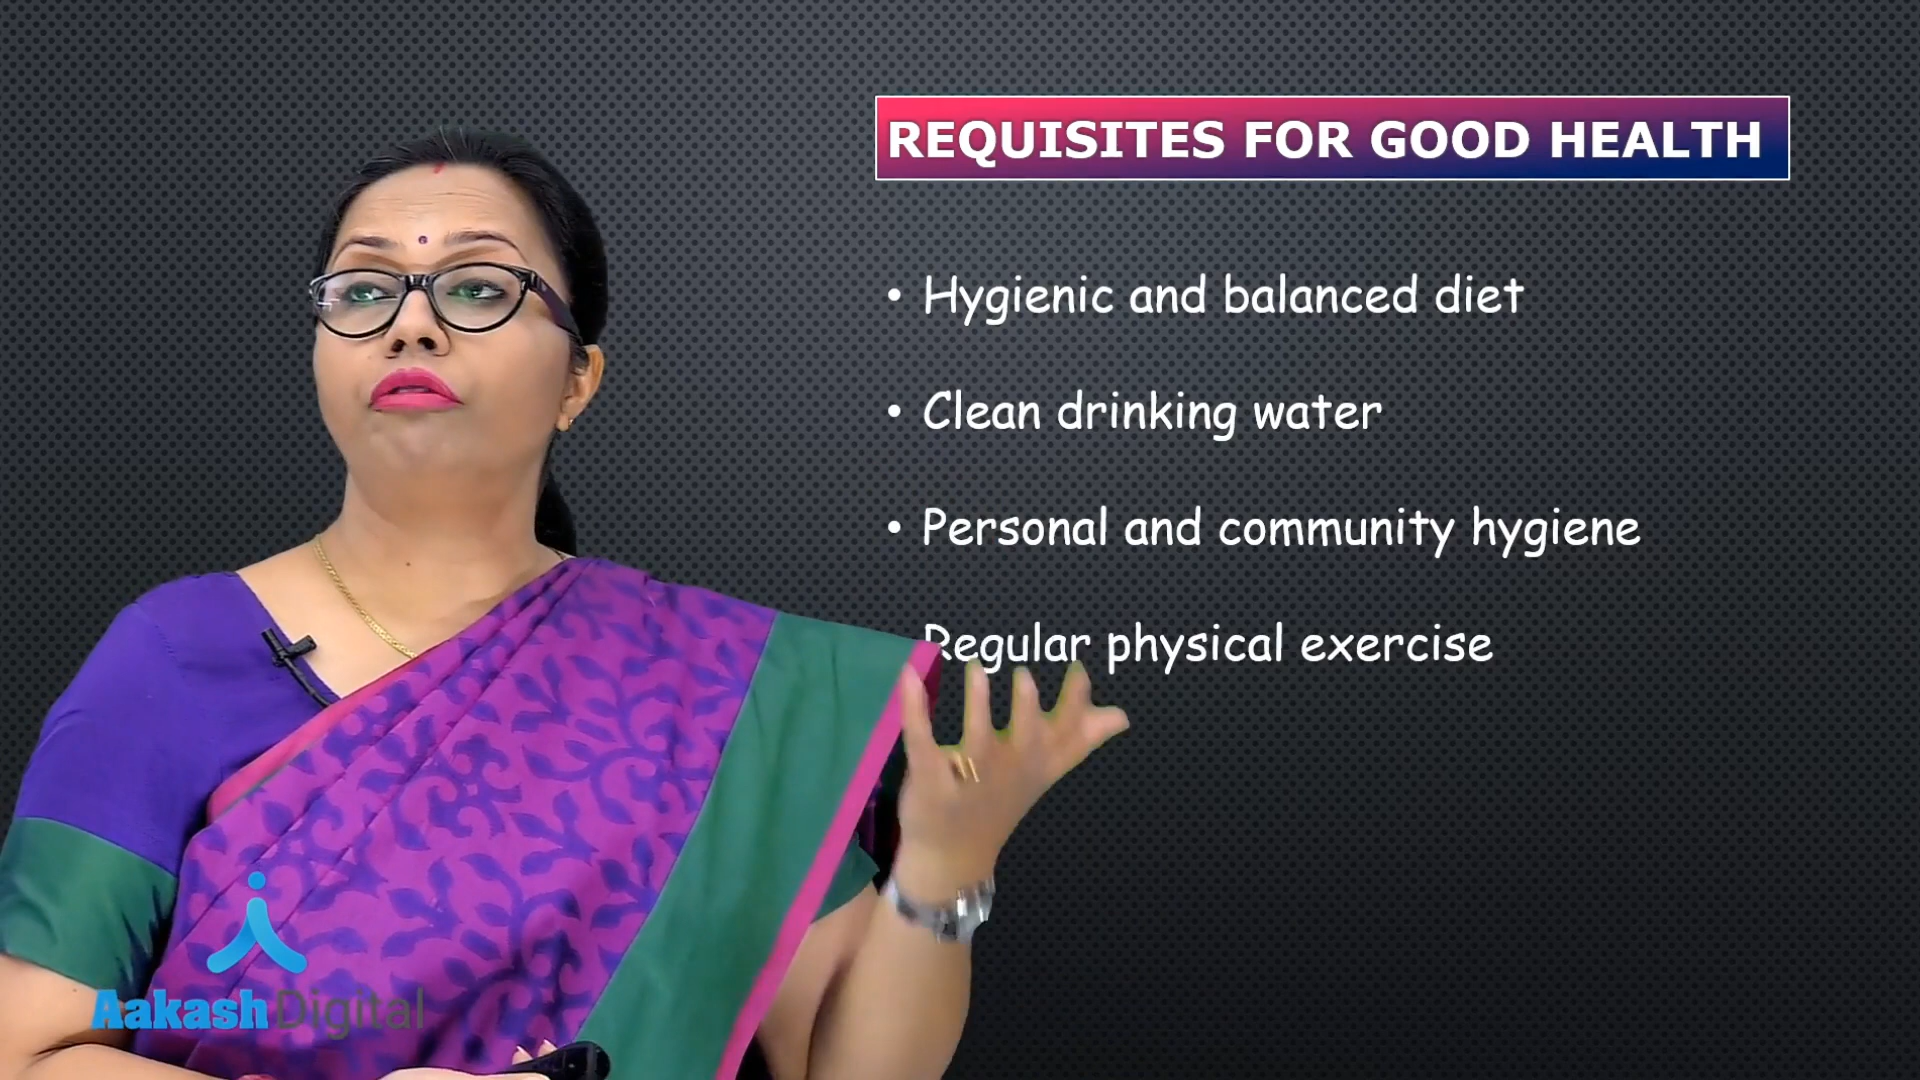 REQUISITES FOR GOOD HEALTH
• Hygienic and balanced diet
• Clean drinking water
• Personal and community hygiene
Regular physical exercise
Aakash Digital